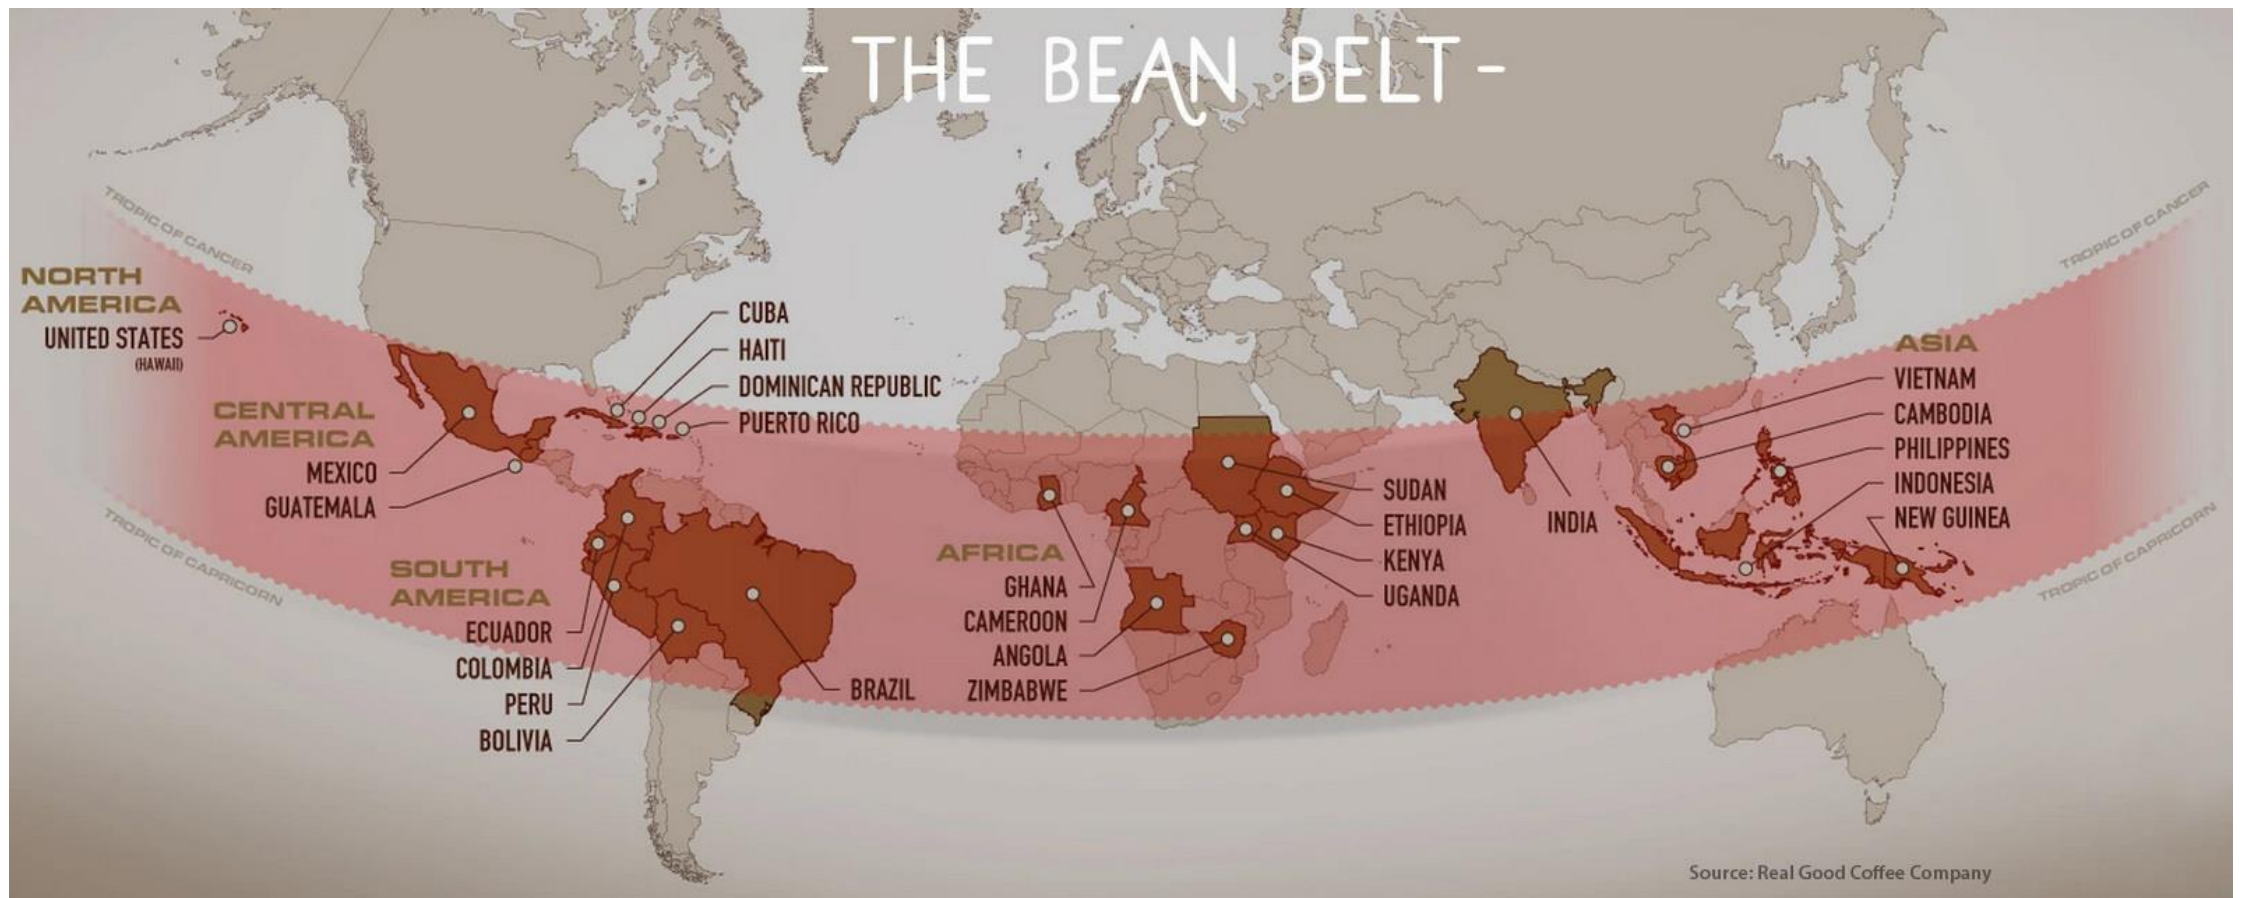 - THE BEAN BELT -
TROPIC OF CANCER
TROPIC OF CANCER
NORTH
AMERICA
UNITED STATES
(HAWAII)
CUBA
HAITI
DOMINICAN REPUBLIC
PUERTO RICO
CENTRAL
AMERICA
MEXICO
GUATEMALA
TROPIC OF CAPRICORN
SOUTH
AMERICA
ECUADOR
COLOMBIA
PERU
BOLIVIA
BRAZIL
AFRICA
GHANA
CAMEROON
ANGOLA
ZIMBABWE
SUDAN
ETHIOPIA
KENYA
UGANDA
INDIA
ASIA
VIETNAM
CAMBODIA
PHILIPPINES
INDONESIA
NEW GUINEA
TROPIC OF CAPRICORN
Source: Real Good Coffee Company